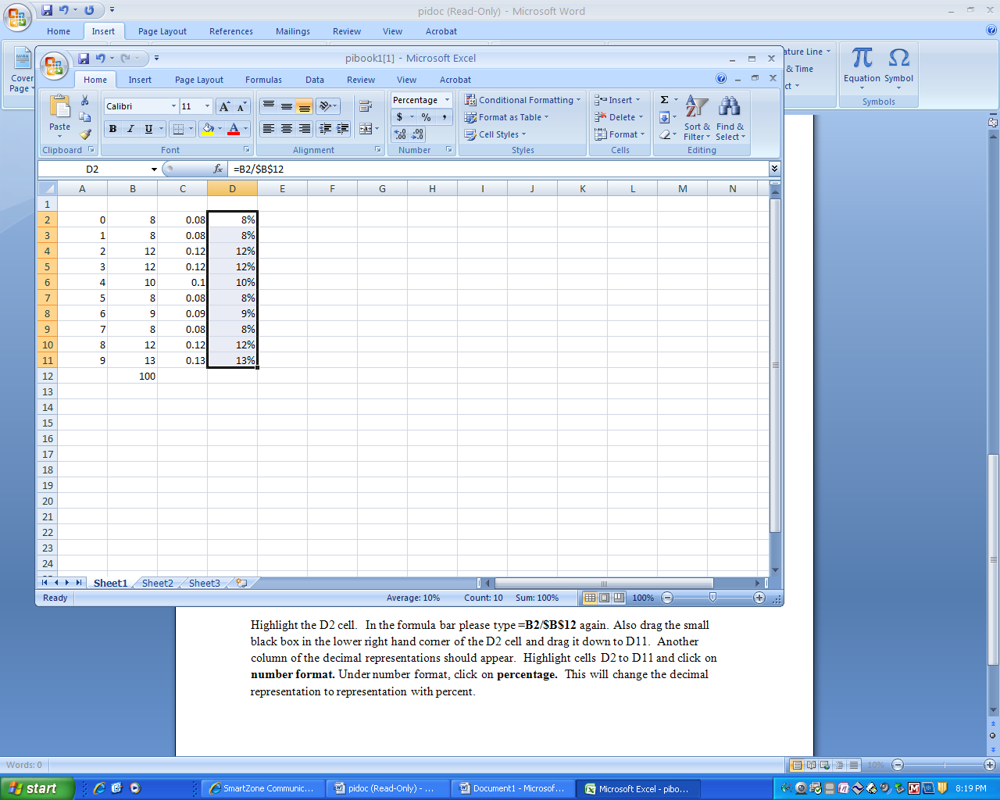 pidoc (Read-Only) - Microsoft Word
Home Insert Page Layout References Mailings Review View Acrobat
Cover
Page
ature Line
& Time
ct
Equation Symbol
Symbols
pibook1[1] - Microsoft Excel
Home Insert Page Layout Formulas Data Review View Acrobat
Paste
Clipboard
Calibri 11
B I U
Font
Alignment
Percentage
$ % ,
Number
Conditional Formatting
Format as Table
Cell Styles
Styles
Insert
Delete
Format
Cells
Σ
Sort & Filter
Find & Select
Editing
D2 fx =B2/$B$12
A B C D E F G H I J K L M N
1
2 0 8 0.08 8%
3 1 8 0.08 8%
4 2 12 0.12 12%
5 3 12 0.12 12%
6 4 10 0.1 10%
7 5 8 0.08 8%
8 6 9 0.09 9%
9 7 8 0.08 8%
10 8 12 0.12 12%
11 9 13 0.13 13%
12 100
13
14
15
16
17
18
19
20
21
22
23
24
Sheet1 Sheet2 Sheet3
Ready Average: 10% Count: 10 Sum: 100% 100%
Highlight the D2 cell. In the formula bar please type =B2/$B$12 again. Also drag the small
black box in the lower right hand corner of the D2 cell and drag it down to D11. Another
column of the decimal representations should appear. Highlight cells D2 to D11 and click on
number format. Under number format, click on percentage. This will change the decimal
representation to representation with percent.
Words: 0 10%
start SmartZone Communic... pidoc (Read-Only) - ... Document1 - Microsof... Microsoft Excel - pibo... 8:19 PM